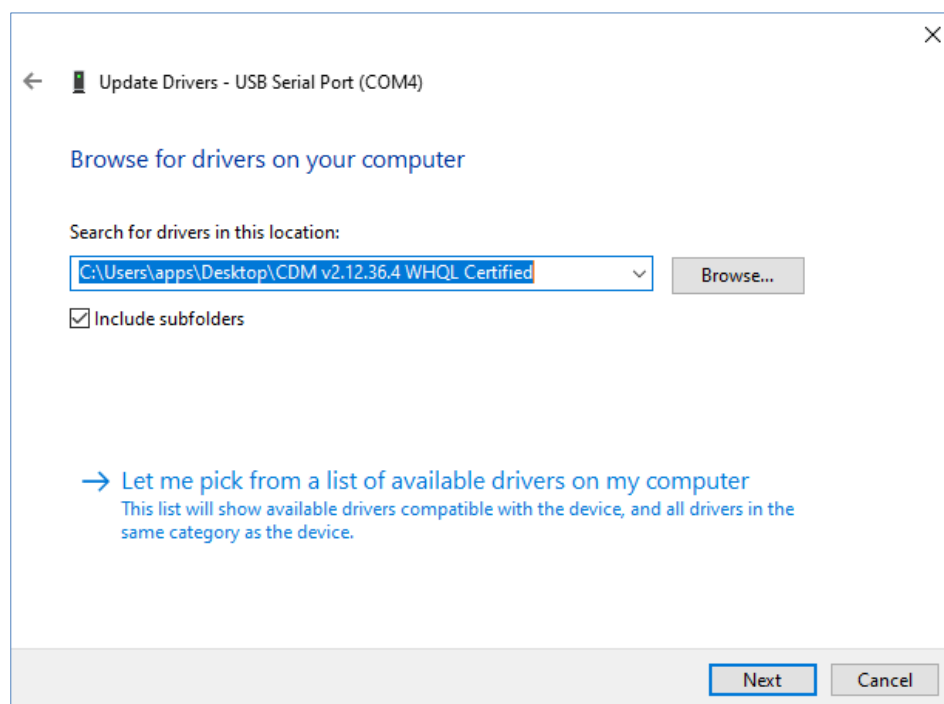 Update Drivers - USB Serial Port (COM4)
Browse for drivers on your computer
Search for drivers in this location:
C:\Users\apps\Desktop\CDM v2.12.36.4 WHQL Certified
Browse...
Include subfolders
Let me pick from a list of available drivers on my computer
This list will show available drivers compatible with the device, and all drivers in the
same category as the device.
Next
Cancel